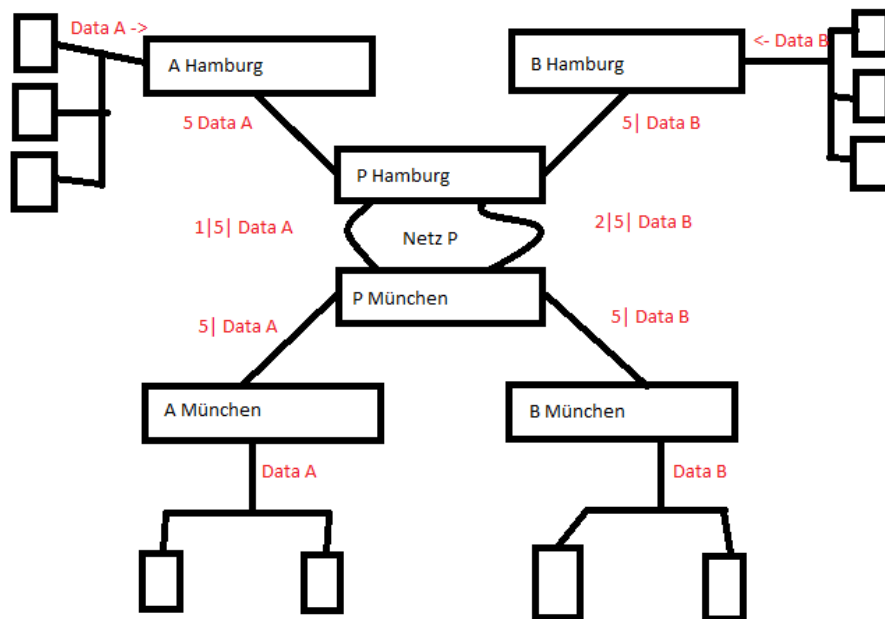 Data A ->
<- Data B
A Hamburg
B Hamburg
5 Data A
5| Data B
P Hamburg
1|5| Data A
Netz P
2|5| Data B
P München
5| Data A
5| Data B
A München
B München
Data A
Data B